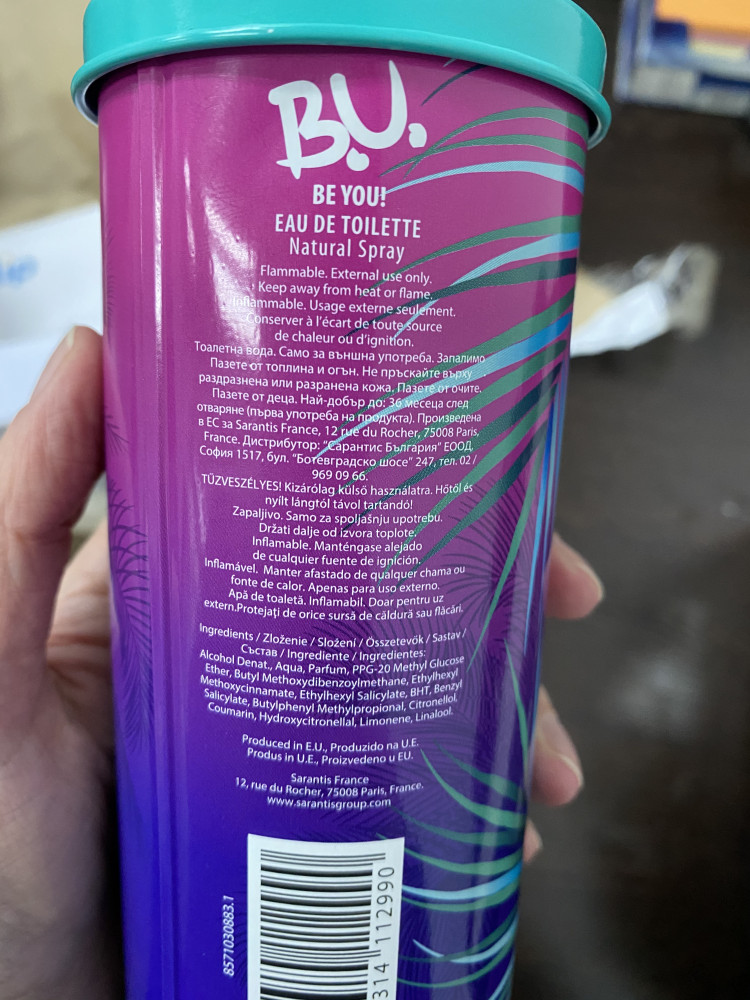 B.U.
BE YOU!
EAU DE TOILETTE
Natural Spray
Flammable. External use only.
Keep away from heat or flame.
Inflammable. Usage externe seulement.
Conserver à l'écart de toute source
de chaleur ou d'ignition.
Тоалетна вода. Само за външна употреба. Запалимо
Пазете от топлина и огън. Не пръскайте върху
раздразнена или разранена кожа. Пазете от очите.
Пазете от деца. Най-добър до: 36 месеца след
отваряне (първа употреба на продукта). Произведена
в ЕС за Sarantis France, 12 rue du Rocher, 75008 Paris,
France. Дистрибутор: "Сарантис България" ЕООД,
София 1517, бул. "Ботевградско шосе" 247, тел. 02 /
969 09 66.
TŰZVESZÉLYES! Kizárólag külső használatra. Hőtől és
nyílt lángtól távol tartandó!
Zapaljivo. Samo za spoljašnju upotrebu.
Držati dalje od izvora toplote.
Inflamable. Manténgase alejado
de cualquier fuente de ignición.
Inflamável. Manter afastado de qualquer chama ou
fonte de calor. Apenas para uso externo.
Apă de toaletă. Inflamabil. Doar pentru uz
extern.Protejați de orice sursă de căldură sau flăcări.
Ingredients / Zloženie / Složení / Összetevők / Sastav /
Състав / Ingrediente / Ingredientes:
Alcohol Denat., Aqua, Parfum, PPG-20 Methyl Glucose
Ether, Butyl Methoxydibenzoylmethane, Ethylhexyl
Methoxycinnamate, Ethylhexyl Salicylate, BHT, Benzyl
Salicylate, Butylphenyl Methylpropional, Citronellol,
Coumarin, Hydroxycitronellal, Limonene, Linalool.
Produced in E.U., Produzido na U.E.
Produs in U.E., Proizvedeno u EU.
Sarantis France
12, rue du Rocher, 75008 Paris, France.
www.sarantisgroup.com
8571030883.1
314 112990